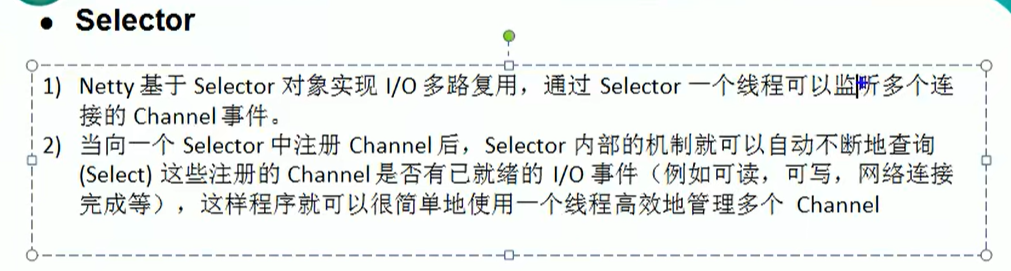 ● Selector
1) Netty 基于 Selector 对象实现 I/O 多路复用，通过 Selector 一个线程可以监听多个连
接的 Channel 事件。
2) 当向一个 Selector 中注册 Channel 后，Selector 内部的机制就可以自动不断地查询
(Select) 这些注册的 Channel 是否有已就绪的 I/O 事件（例如可读，可写，网络连接
完成等），这样程序就可以很简单地使用一个线程高效地管理多个 Channel